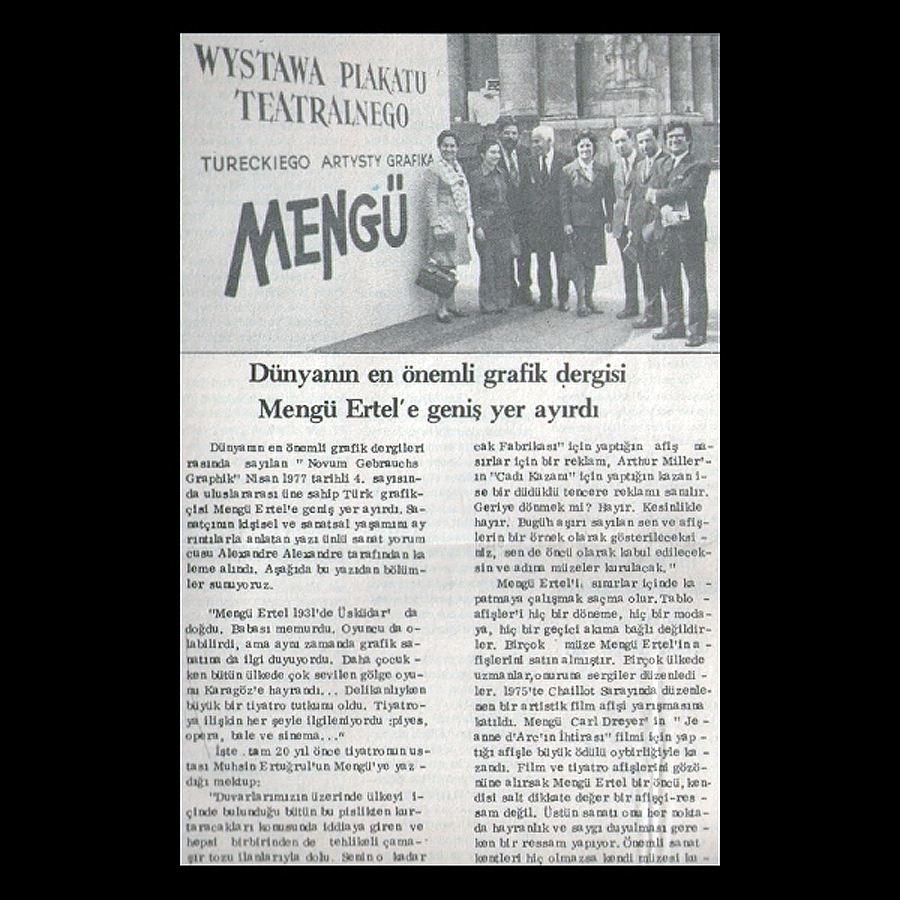 WYSTAWA PLAKATU
TEATRALNEGO
TURECKIEGO ARTYSTY GRAFIKA
MENGÜ
Dünyanın en önemli grafik dergisi
Mengü Ertel'e geniş yer ayırdı
Dünyanın en önemli grafik dergileri
rasında sayılan " Novum Gebrauchs
Graphik" Nisan 1977 tarihli 4. sayısın-
da uluslararası üne sahip Türk grafik-
çisi Mengü Ertel'e geniş yer ayırdı. Sa-
natçının kişisel ve sanatsal yaşamını ay
rıntılarla anlatan yazı ünlü sanat yorum
cusu Alexandre Alexandre tarafından ka
leme alındı. Aşağıda bu yazıdan bölüm-
ler sunuyoruz.
"Mengü Ertel 1931'de Üsküdar' da
doğdu. Babası memurdu. Oyuncu da o-
labilirdi, ama aynı zamanda grafik sa-
natına da ilgi duyuyordu. Daha çocuk -
ken bütün ülkede çok sevilen gölge oyu-
nu Karagöz'e hayrandı... Delikanlıyken
büyük bir tiyatro tutkunu oldu. Tiyatro-
ya ilişkin her şeyle ilgileniyordu :piyes,
opera, bale ve sinema..."
İşte tam 20 yıl önce tiyatronun us-
tası Muhsin Ertuğrul'un Mengü'ye yaz -
dığı mektup:
"Duvarlarımızın üzerinde ülkeyi i-
çinde bulunduğu bütün bu pislikten kur-
taracakları konusunda iddiaya giren ve
hepsi birbirinden de tehlikeli çama-
şır tozu ilanlarıyla dolu. Senin o kadar
cak Fabrikası" için yaptığın afiş na-
sırlar için bir reklam, Arthur Miller'-
ın "Cadı Kazanı" için yaptığın kazan i-
se bir düdüklü tencere reklamı sanılır.
Geriye dönmek mi? Hayır. Kesinlikle
hayır. Bugün aşırı sayılan sen ve afiş-
lerin bir örnek olarak gösterileceksi -
niz, sen de öncü olarak kabul edilecek-
sin ve adına müzeler kurulacak."
Mengü Ertel'i, sınırlar içinde ka -
patmaya çalışmak saçma olur. Tablo -
afişler'i hiç bir döneme, hiç bir moda-
ya, hiç bir geçici akıma bağlı değildir-
ler. Birçok müze Mengü Ertel'in a -
fişlerini satın almıştır. Birçok ülkede
uzmanlar, onuruna sergiler düzenledi -
ler. 1975'te Chaillot Sarayında düzenle-
nen bir artistik film afişi yarışmasına
katıldı. Mengü Carl Dreyer' in " Je -
anne d'Arc'ın İhtirası" filmi için yap -
tığı afişle büyük ödülü oybirliğiyle ka -
zandı. Film ve tiyatro afişlerini gözö-
nüne alırsak Mengü Ertel bir öncü, ken-
disi salt dikkate değer bir afişçi-res -
sam değil. Üstün sanatı ona her nokta-
da hayranlık ve saygı duyulması gere -
ken bir ressam yapıyor. Önemli sanat
kentleri hiç olmazsa kendi müzesi ku -